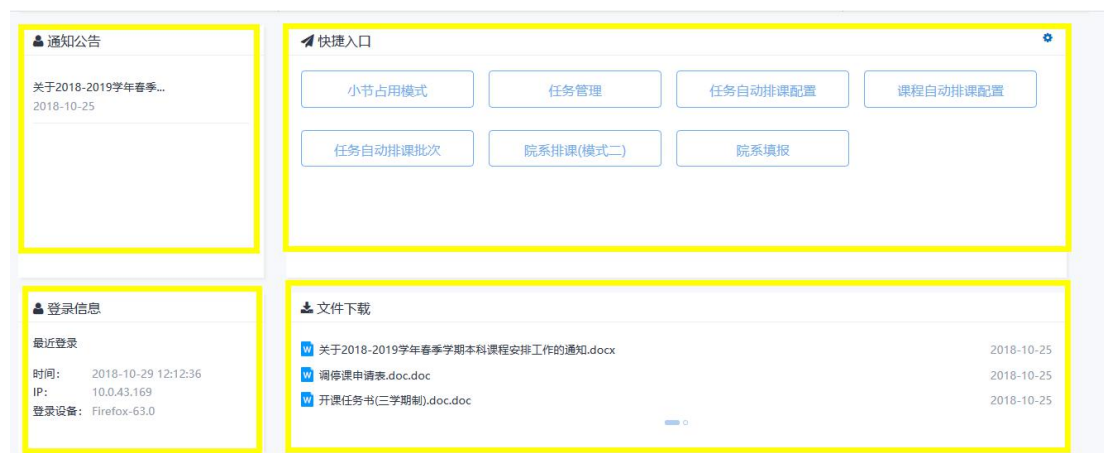 通知公告
关于2018-2019学年春季...
2018-10-25
快捷入口
小节占用模式 任务管理 任务自动排课配置 课程自动排课配置
任务自动排课批次 院系排课(模式二) 院系填报
登录信息
最近登录
时间: 2018-10-29 12:12:36
IP: 10.0.43.169
登录设备: Firefox-63.0
文件下载
关于2018-2019学年春季学期本科课程安排工作的通知.docx 2018-10-25
调停课申请表.doc.doc 2018-10-25
开课任务书(三学期制).doc.doc 2018-10-25